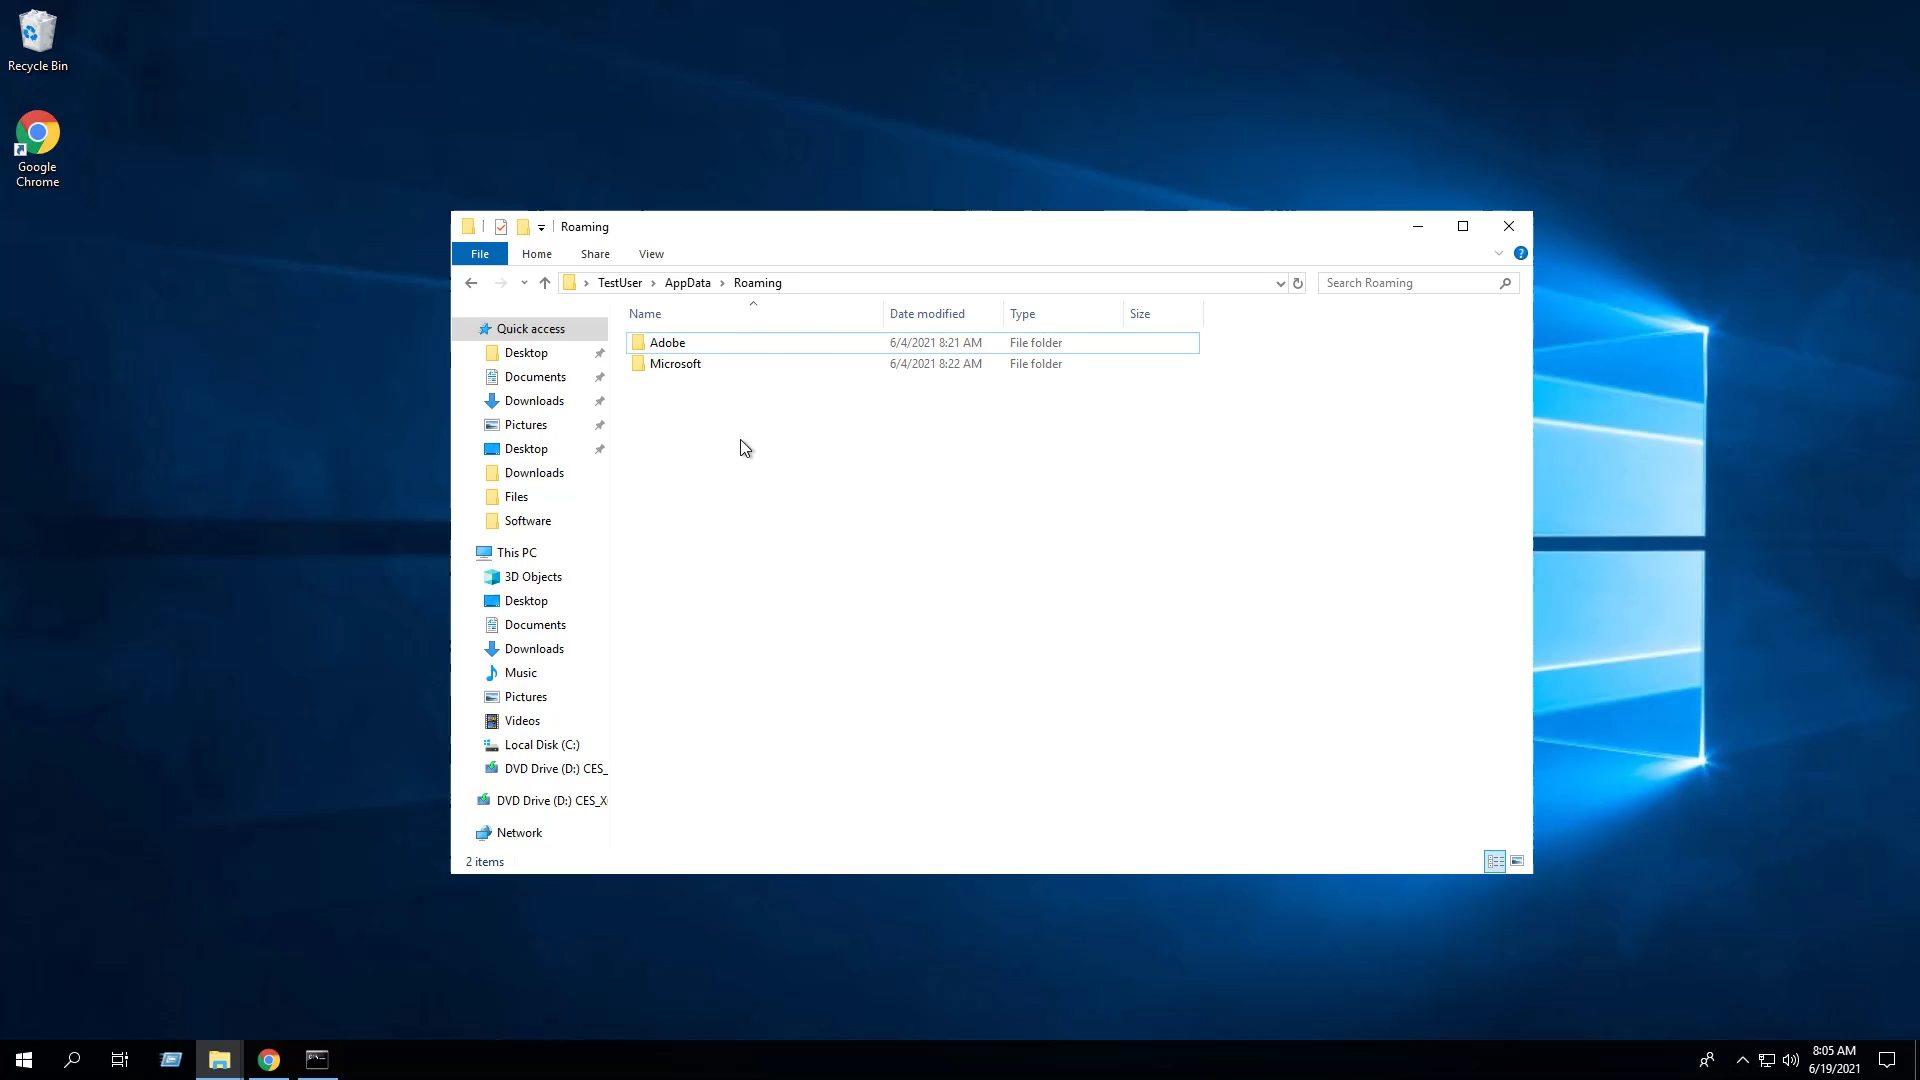 Recycle Bin
Google
Chrome
Roaming
File Home Share View
TestUser AppData Roaming
Search Roaming
Name Date modified Type Size
Adobe 6/4/2021 8:21 AM File folder
Microsoft 6/4/2021 8:22 AM File folder
Quick access
Desktop
Documents
Downloads
Pictures
Desktop
Downloads
Files
Software
This PC
3D Objects
Desktop
Documents
Downloads
Music
Pictures
Videos
Local Disk (C:)
DVD Drive (D:) CES_
DVD Drive (D:) CES_X
Network
2 items
8:05 AM
6/19/2021